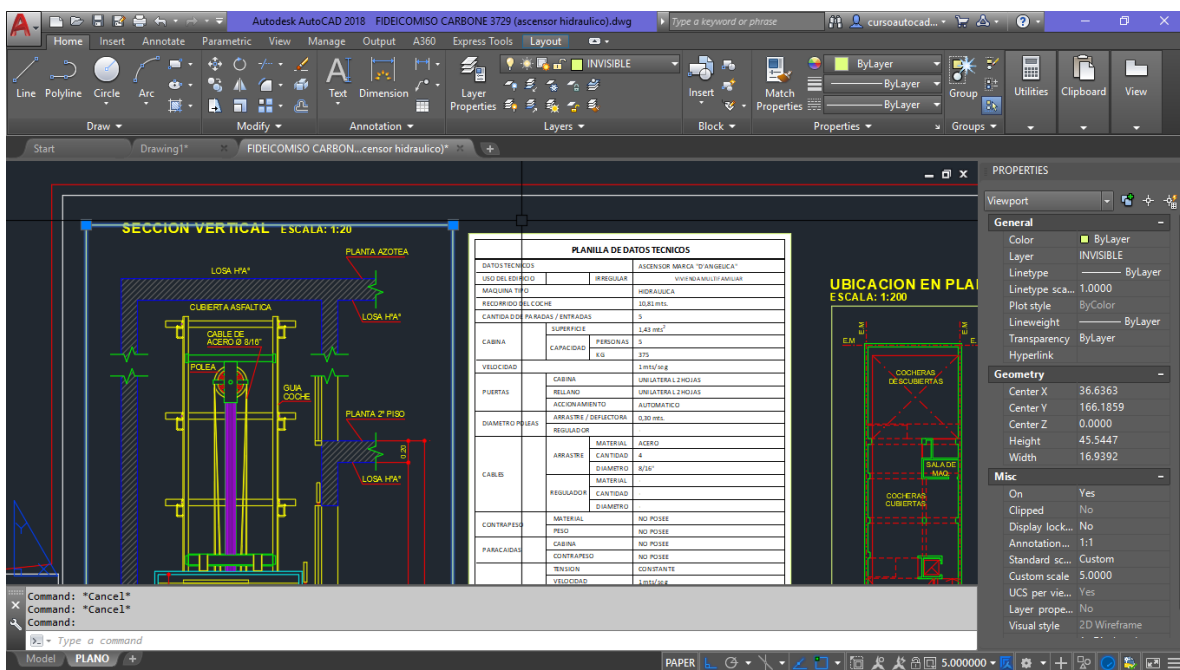 Autodesk AutoCAD 2018 FIDEICOMISO CARBONE 3729 (ascensor hidraulico).dwg
Type a keyword or phrase
cursoautocad...
Home Insert Annotate Parametric View Manage Output A360 Express Tools Layout
INVISIBLE
ByLayer
ByLayer
ByLayer
Line Polyline Circle Arc
Text Dimension
Layer Properties
Insert
Match Properties
Group
Utilities Clipboard View
Draw Modify Annotation Layers Block Properties Groups
Start Drawing1* FIDEICOMISO CARBON...censor hidraulico)*
SECCION VERTICAL ESCALA: 1:20
PLANTA AZOTEA
LOSA HºAº
CUBIERTA ASFALTICA
LOSA HºAº
CABLE DE
ACERO Ø 8/16"
POLEA
GUIA
COCHE
PLANTA 2º PISO
0.20
LOSA HºAº
PLANILLA DE DATOS TECNICOS
DATOS TECNICOS ASCENSOR MARCA "D'ANGELICA"
USO DEL EDIFICIO IRREGULAR VIVIENDA MULTIFAMILIAR
MAQUINA TIPO HIDRAULICA
RECORRIDO DEL COCHE 10,81 mts.
CANTIDAD DE PARADAS / ENTRADAS 5
CABINA SUPERFICIE 1,43 mts²
CAPACIDAD PERSONAS 5
KG 375
VELOCIDAD 1 mts/seg
PUERTAS CABINA UNILATERAL 2 HOJAS
RELLANO UNILATERAL 2 HOJAS
ACCIONAMIENTO AUTOMATICO
DIAMETRO POLEAS ARRASTRE / DEFLECTORA 0,30 mts.
REGULADOR
CABLES ARRASTRE MATERIAL ACERO
CANTIDAD 4
DIAMETRO 8/16"
REGULADOR MATERIAL
CANTIDAD
DIAMETRO
CONTRAPESO MATERIAL NO POSEE
PESO NO POSEE
PARACAIDAS CABINA NO POSEE
CONTRAPESO NO POSEE
TENSION CONSTANTE
VELOCIDAD 1 mts/seg
UBICACION EN PLA
ESCALA: 1:200
E.M E.M
E.M E.
COCHERAS
DESCUBIERTAS
SALA DE
MAQ.
COCHERAS
CUBIERTAS
PROPERTIES
Viewport
General
Color ByLayer
Layer INVISIBLE
Linetype ByLayer
Linetype sca... 1.0000
Plot style ByColor
Lineweight ByLayer
Transparency ByLayer
Hyperlink
Geometry
Center X 36.6363
Center Y 166.1859
Center Z 0.0000
Height 45.5447
Width 16.9392
Misc
On Yes
Clipped No
Display lock... No
Annotation... 1:1
Standard sc... Custom
Custom scale 5.0000
UCS per vie... Yes
Layer prope... No
Visual style 2D Wireframe
Command: *Cancel*
Command: *Cancel*
Command:
Type a command
Model PLANO
PAPER 5.000000